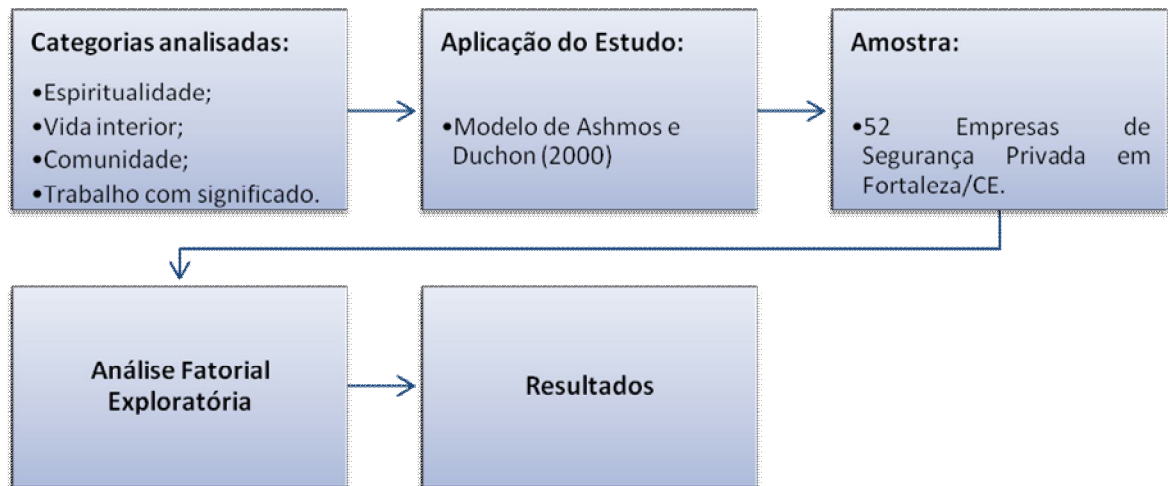 Categorias analisadas:
•Espiritualidade;
•Vida interior;
•Comunidade;
•Trabalho com significado.
Aplicação do Estudo:
•Modelo de Ashmos e
Duchon (2000)
Amostra:
•52 Empresas de
Segurança Privada em
Fortaleza/CE.
Análise Fatorial
Exploratória
Resultados